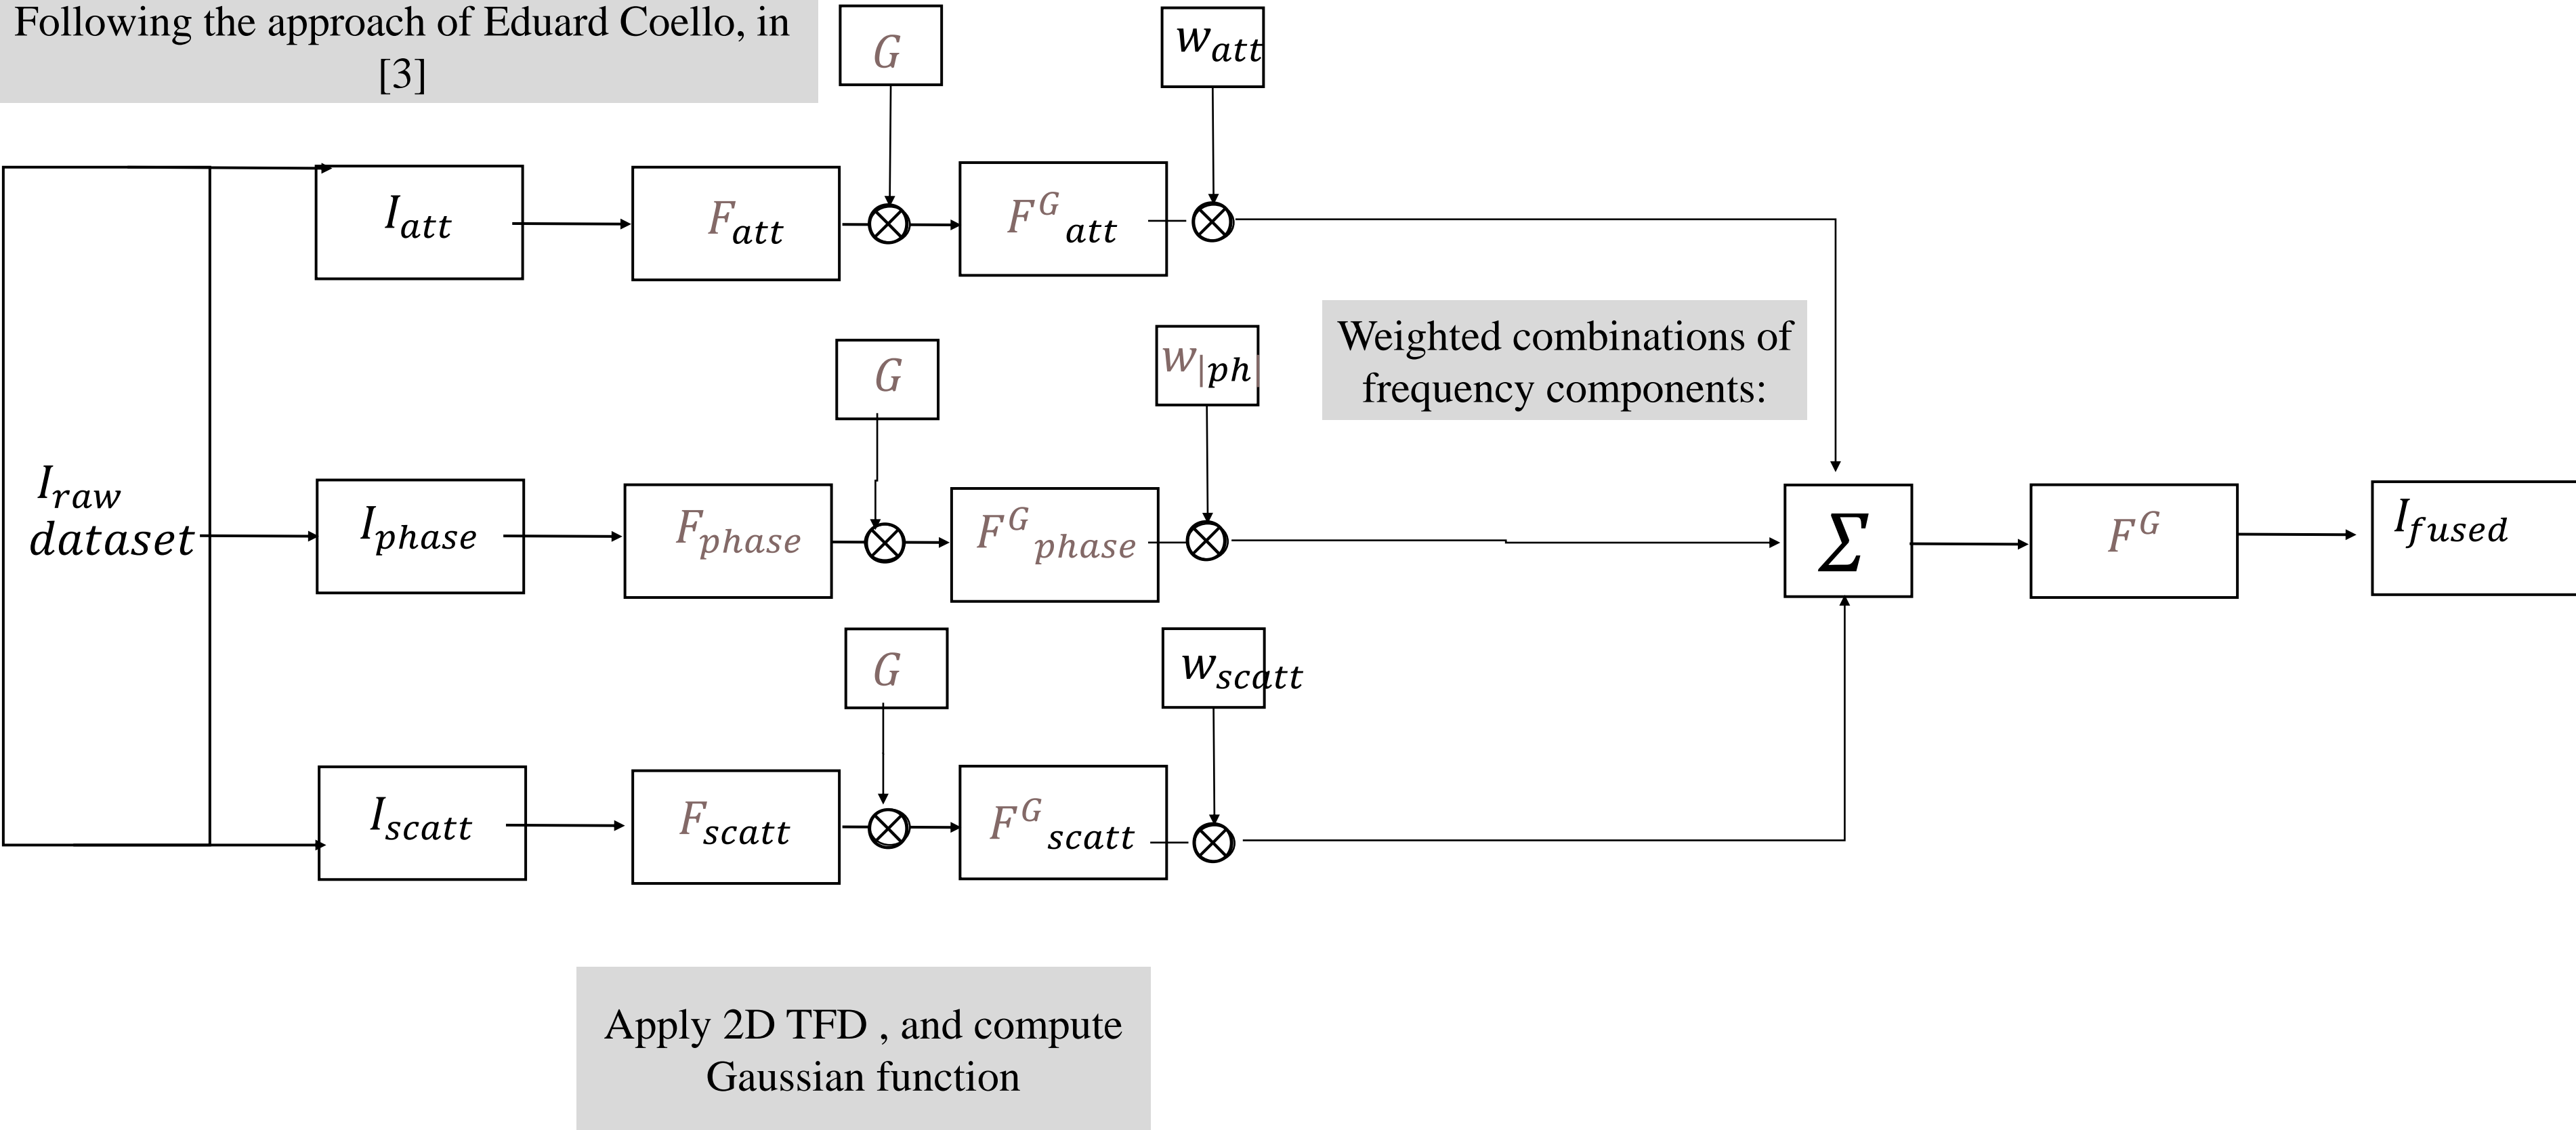 Following the approach of Eduard Coello, in
[3]
G
w_att
I_att
F_att
F^G_att
G
w_|ph|
Weighted combinations of
frequency components:
I_raw
dataset
I_phase
F_phase
F^G_phase
Σ
F^G
I_fused
G
w_scatt
I_scatt
F_scatt
F^G_scatt
Apply 2D TFD , and compute
Gaussian function